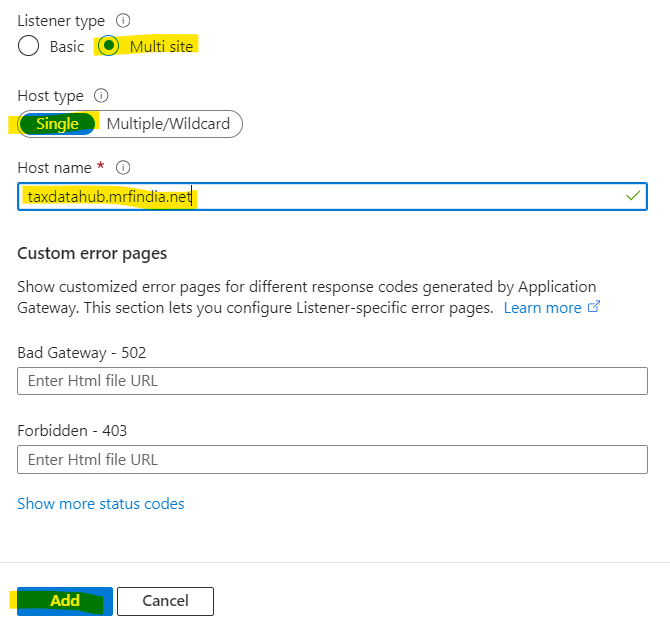 Listener type
Basic Multi site
Host type
Single Multiple/Wildcard
Host name *
taxdatahub.mrfindia.net
Custom error pages
Show customized error pages for different response codes generated by Application
Gateway. This section lets you configure Listener-specific error pages. Learn more
Bad Gateway - 502
Enter Html file URL
Forbidden - 403
Enter Html file URL
Show more status codes
Add Cancel